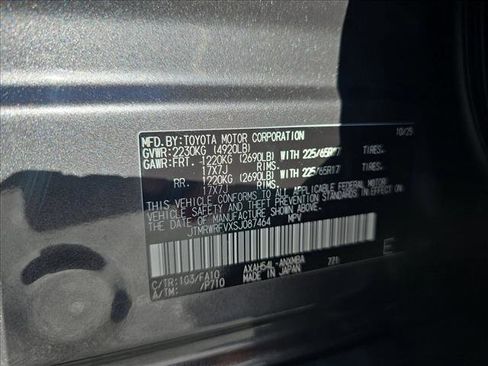 MFD.BY:TOYOTA MOTOR CORPORATION 10/25
GVWR:2230KG (4920LB)
GAWR:FRT. 1220KG (2690LB) WITH 225/65R17 TIRES.
17X7J RIMS.
RR. 1220KG (2690LB) WITH 225/65R17 TIRES.
17X7J RIMS.
THIS VEHICLE CONFORMS TO ALL APPLICABLE FEDERAL MOTOR
VEHICLE SAFETY AND THEFT PREVENTION STANDARDS IN EFFECT ON
THE DATE OF MANUFACTURE SHOWN ABOVE.
JTMRWRFVXSJ087464 MPV
C/TR:1G3/FA10 AXAH54L-ANXMBA 771
A/TM: /P710 MADE IN JAPAN